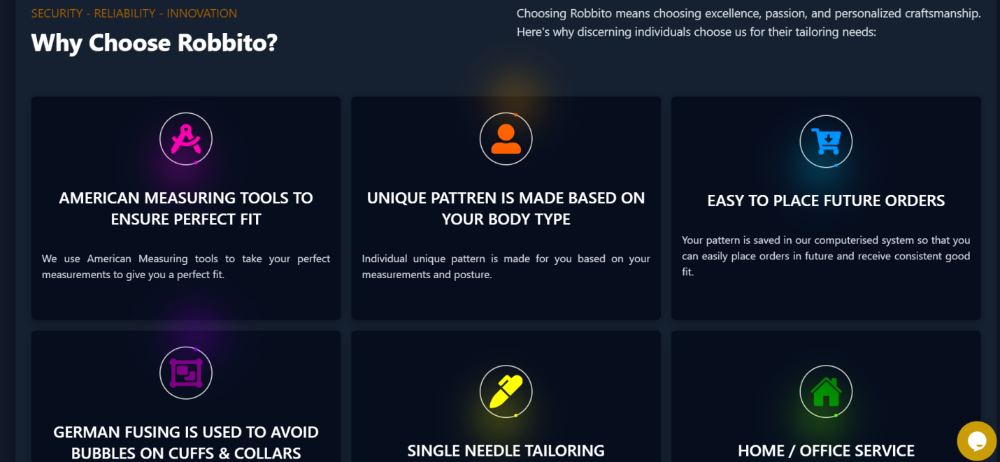 SECURITY - RELIABILITY - INNOVATION
Why Choose Robbito?
Choosing Robbito means choosing excellence, passion, and personalized craftsmanship.
Here's why discerning individuals choose us for their tailoring needs:
AMERICAN MEASURING TOOLS TO
ENSURE PERFECT FIT
We use American Measuring tools to take your perfect
measurements to give you a perfect fit.
UNIQUE PATTREN IS MADE BASED ON
YOUR BODY TYPE
Individual unique pattern is made for you based on your
measurements and posture.
EASY TO PLACE FUTURE ORDERS
Your pattern is saved in our computerised system so that you
can easily place orders in future and receive consistent good
fit.
GERMAN FUSING IS USED TO AVOID
BUBBLES ON CUFFS & COLLARS
SINGLE NEEDLE TAILORING
HOME / OFFICE SERVICE